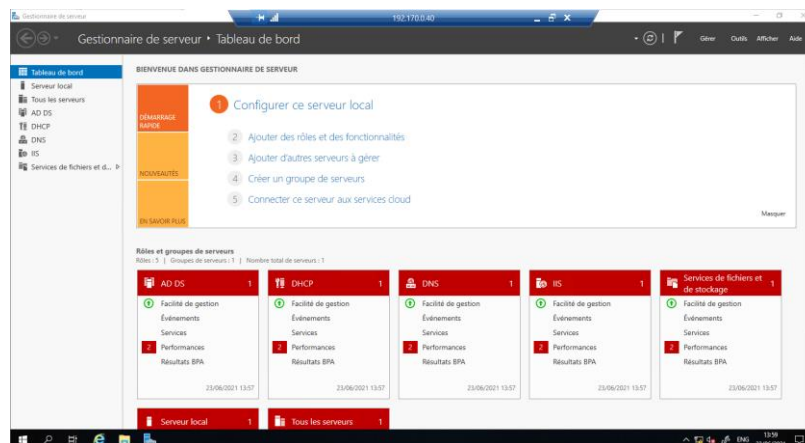 Gestionnaire de serveur
192.170.0.40
Gestionnaire de serveur • Tableau de bord
Gérer Outils Afficher Aide
Tableau de bord
Serveur local
Tous les serveurs
AD DS
DHCP
DNS
IIS
Services de fichiers et d...
BIENVENUE DANS GESTIONNAIRE DE SERVEUR
DÉMARRAGE
RAPIDE
NOUVEAUTÉS
EN SAVOIR PLUS
1 Configurer ce serveur local
2 Ajouter des rôles et des fonctionnalités
3 Ajouter d'autres serveurs à gérer
4 Créer un groupe de serveurs
5 Connecter ce serveur aux services cloud
Masquer
Rôles et groupes de serveurs
Rôles : 5 | Groupes de serveurs : 1 | Nombre total de serveurs : 1
AD DS 1
Facilité de gestion
Événements
Services
2 Performances
Résultats BPA
23/06/2021 13:57
DHCP 1
Facilité de gestion
Événements
Services
2 Performances
Résultats BPA
23/06/2021 13:57
DNS 1
Facilité de gestion
Événements
Services
2 Performances
Résultats BPA
23/06/2021 13:57
IIS 1
Facilité de gestion
Événements
Services
2 Performances
Résultats BPA
23/06/2021 13:57
Services de fichiers et
de stockage 1
Facilité de gestion
Événements
Services
2 Performances
Résultats BPA
23/06/2021 13:57
Serveur local 1
Tous les serveurs 1
ENG
13:59